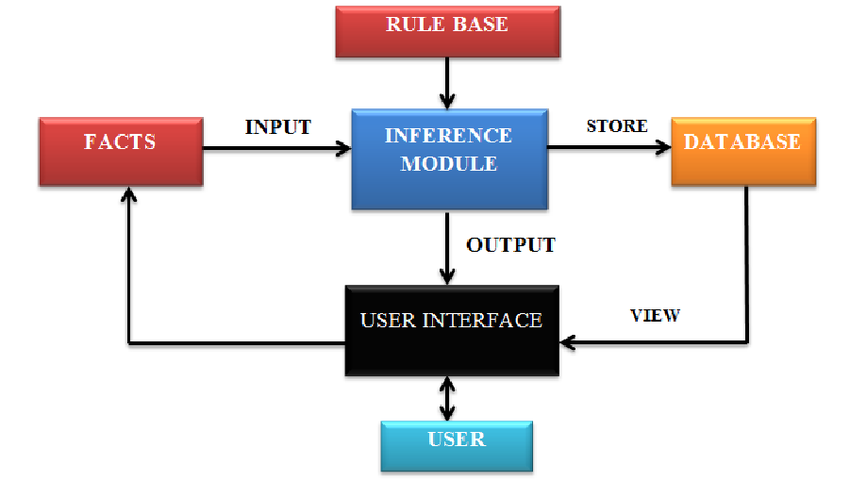 RULE BASE
FACTS
INPUT
INFERENCE
MODULE
STORE
DATABASE
OUTPUT
USER INTERFACE
VIEW
USER